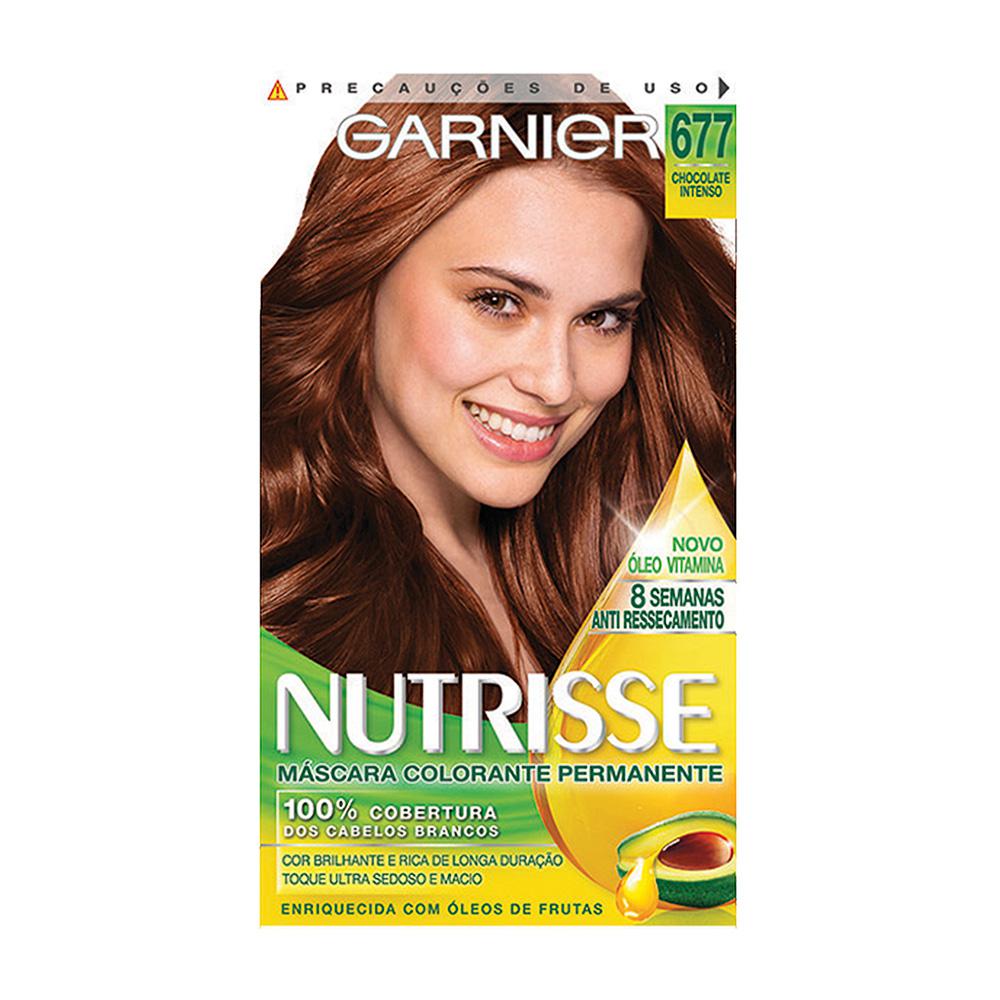 PRECAUÇÕES DE USO
GARNIER
677
CHOCOLATE
INTENSO
NOVO
ÓLEO VITAMINA
8 SEMANAS
ANTI RESSECAMENTO
NUTRISSE
MÁSCARA COLORANTE PERMANENTE
100% COBERTURA
DOS CABELOS BRANCOS
COR BRILHANTE E RICA DE LONGA DURAÇÃO
TOQUE ULTRA SEDOSO E MACIO
ENRIQUECIDA COM ÓLEOS DE FRUTAS